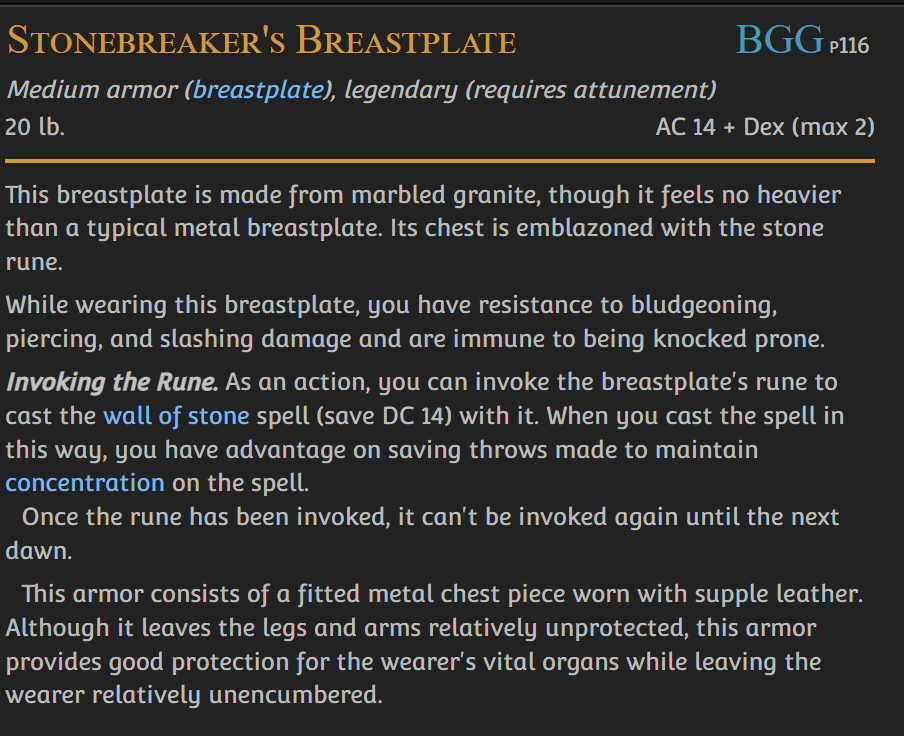 Stonebreaker's Breastplate BGG p116
Medium armor (breastplate), legendary (requires attunement)
20 lb. AC 14 + Dex (max 2)
This breastplate is made from marbled granite, though it feels no heavier
than a typical metal breastplate. Its chest is emblazoned with the stone
rune.
While wearing this breastplate, you have resistance to bludgeoning,
piercing, and slashing damage and are immune to being knocked prone.
Invoking the Rune. As an action, you can invoke the breastplate's rune to
cast the wall of stone spell (save DC 14) with it. When you cast the spell in
this way, you have advantage on saving throws made to maintain
concentration on the spell.
Once the rune has been invoked, it can't be invoked again until the next
dawn.
This armor consists of a fitted metal chest piece worn with supple leather.
Although it leaves the legs and arms relatively unprotected, this armor
provides good protection for the wearer's vital organs while leaving the
wearer relatively unencumbered.